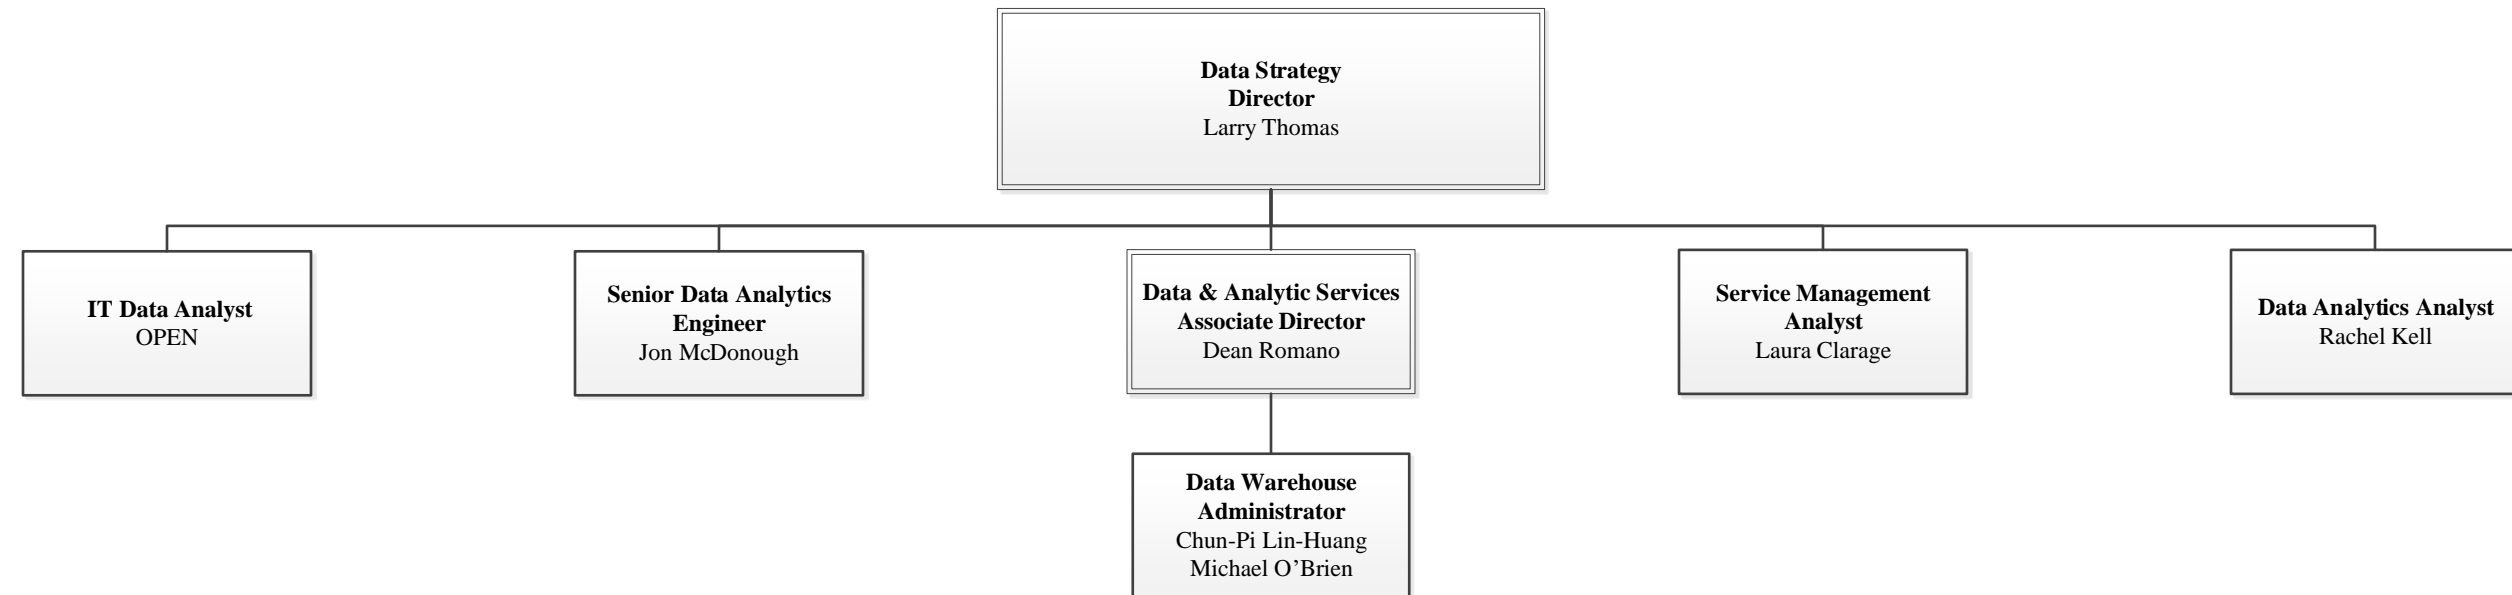 Data Strategy
Director
Larry Thomas
IT Data Analyst
OPEN
Senior Data Analytics
Engineer
Jon McDonough
Data & Analytic Services
Associate Director
Dean Romano
Service Management
Analyst
Laura Clarage
Data Analytics Analyst
Rachel Kell
Data Warehouse
Administrator
Chun-Pi Lin-Huang
Michael O’Brien